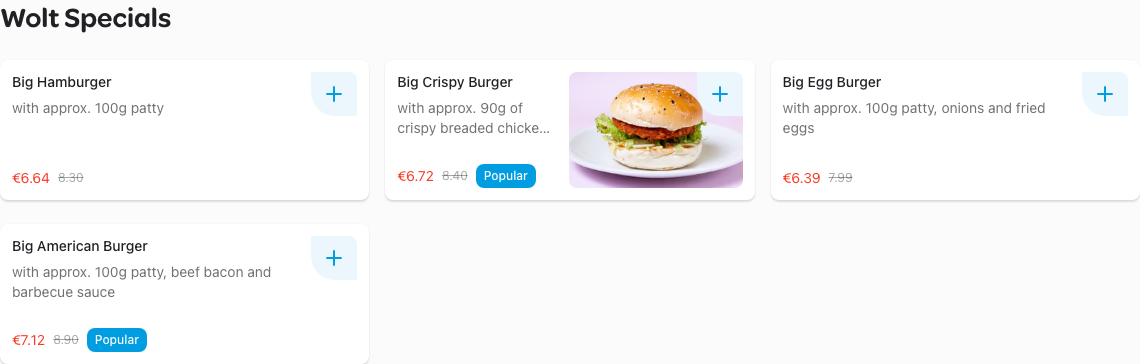 Wolt Specials
Big Hamburger
with approx. 100g patty
€6.64 8.30
Big Crispy Burger
with approx. 90g of
crispy breaded chicke...
€6.72 8.40 Popular
Big Egg Burger
with approx. 100g patty, onions and fried
eggs
€6.39 7.99
Big American Burger
with approx. 100g patty, beef bacon and
barbecue sauce
€7.12 8.90 Popular